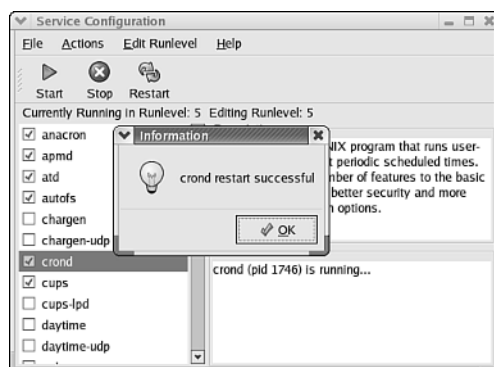 Service Configuration
File Actions Edit Runlevel Help
Start Stop Restart
Currently Running in Runlevel: 5 Editing Runlevel: 5
anacron
apmd
atd
autofs
chargen
chargen-udp
crond
cups
cups-lpd
daytime
daytime-udp
Information
crond restart successful
OK
NIX program that runs user-
t periodic scheduled times.
ber of features to the basic
better security and more
options.
crond (pid 1746) is running...